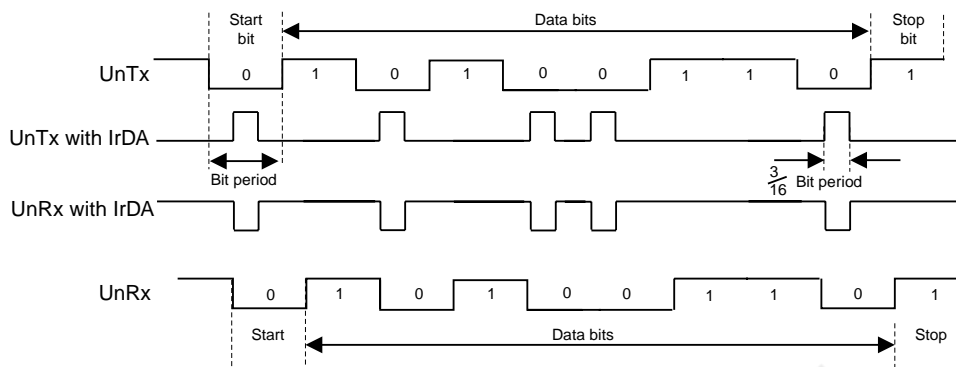 Start
bit
Data bits
Stop
bit
UnTx
0 1 0 1 0 0 1 1 0 1
UnTx with IrDA
Bit period
3/16 Bit period
UnRx with IrDA
UnRx
0 1 0 1 0 0 1 1 0 1
Start
Data bits
Stop